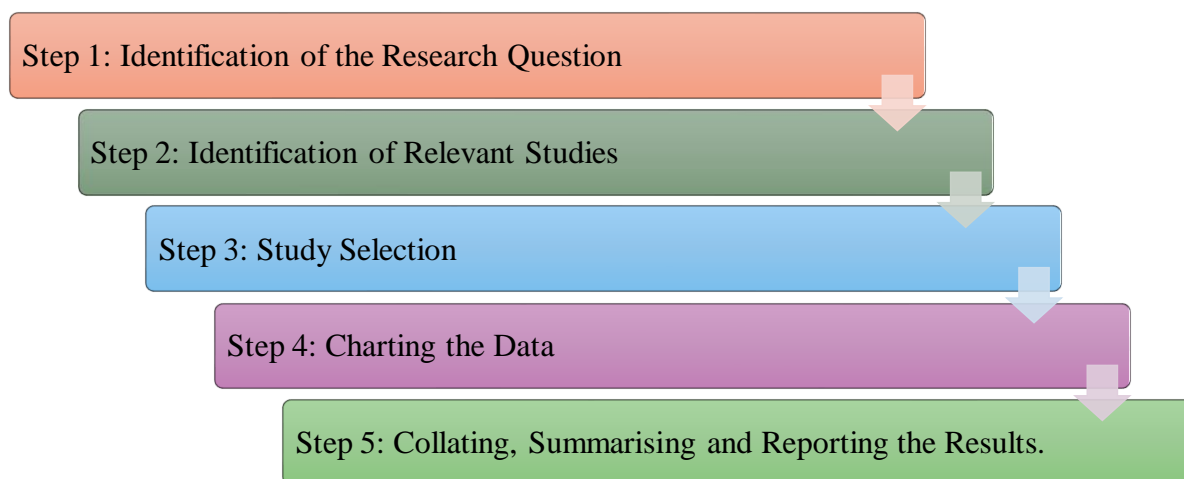 Step 1: Identification of the Research Question
Step 2: Identification of Relevant Studies
Step 3: Study Selection
Step 4: Charting the Data
Step 5: Collating, Summarising and Reporting the Results.